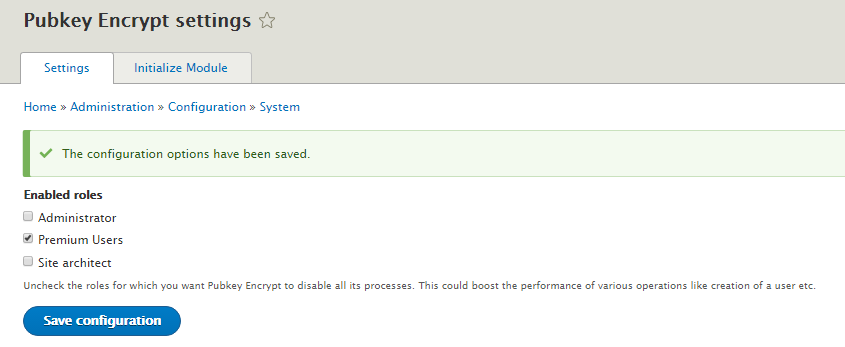 Pubkey Encrypt settings
Settings Initialize Module
Home » Administration » Configuration » System
The configuration options have been saved.
Enabled roles
Administrator
Premium Users
Site architect
Uncheck the roles for which you want Pubkey Encrypt to disable all its processes. This could boost the performance of various operations like creation of a user etc.
Save configuration